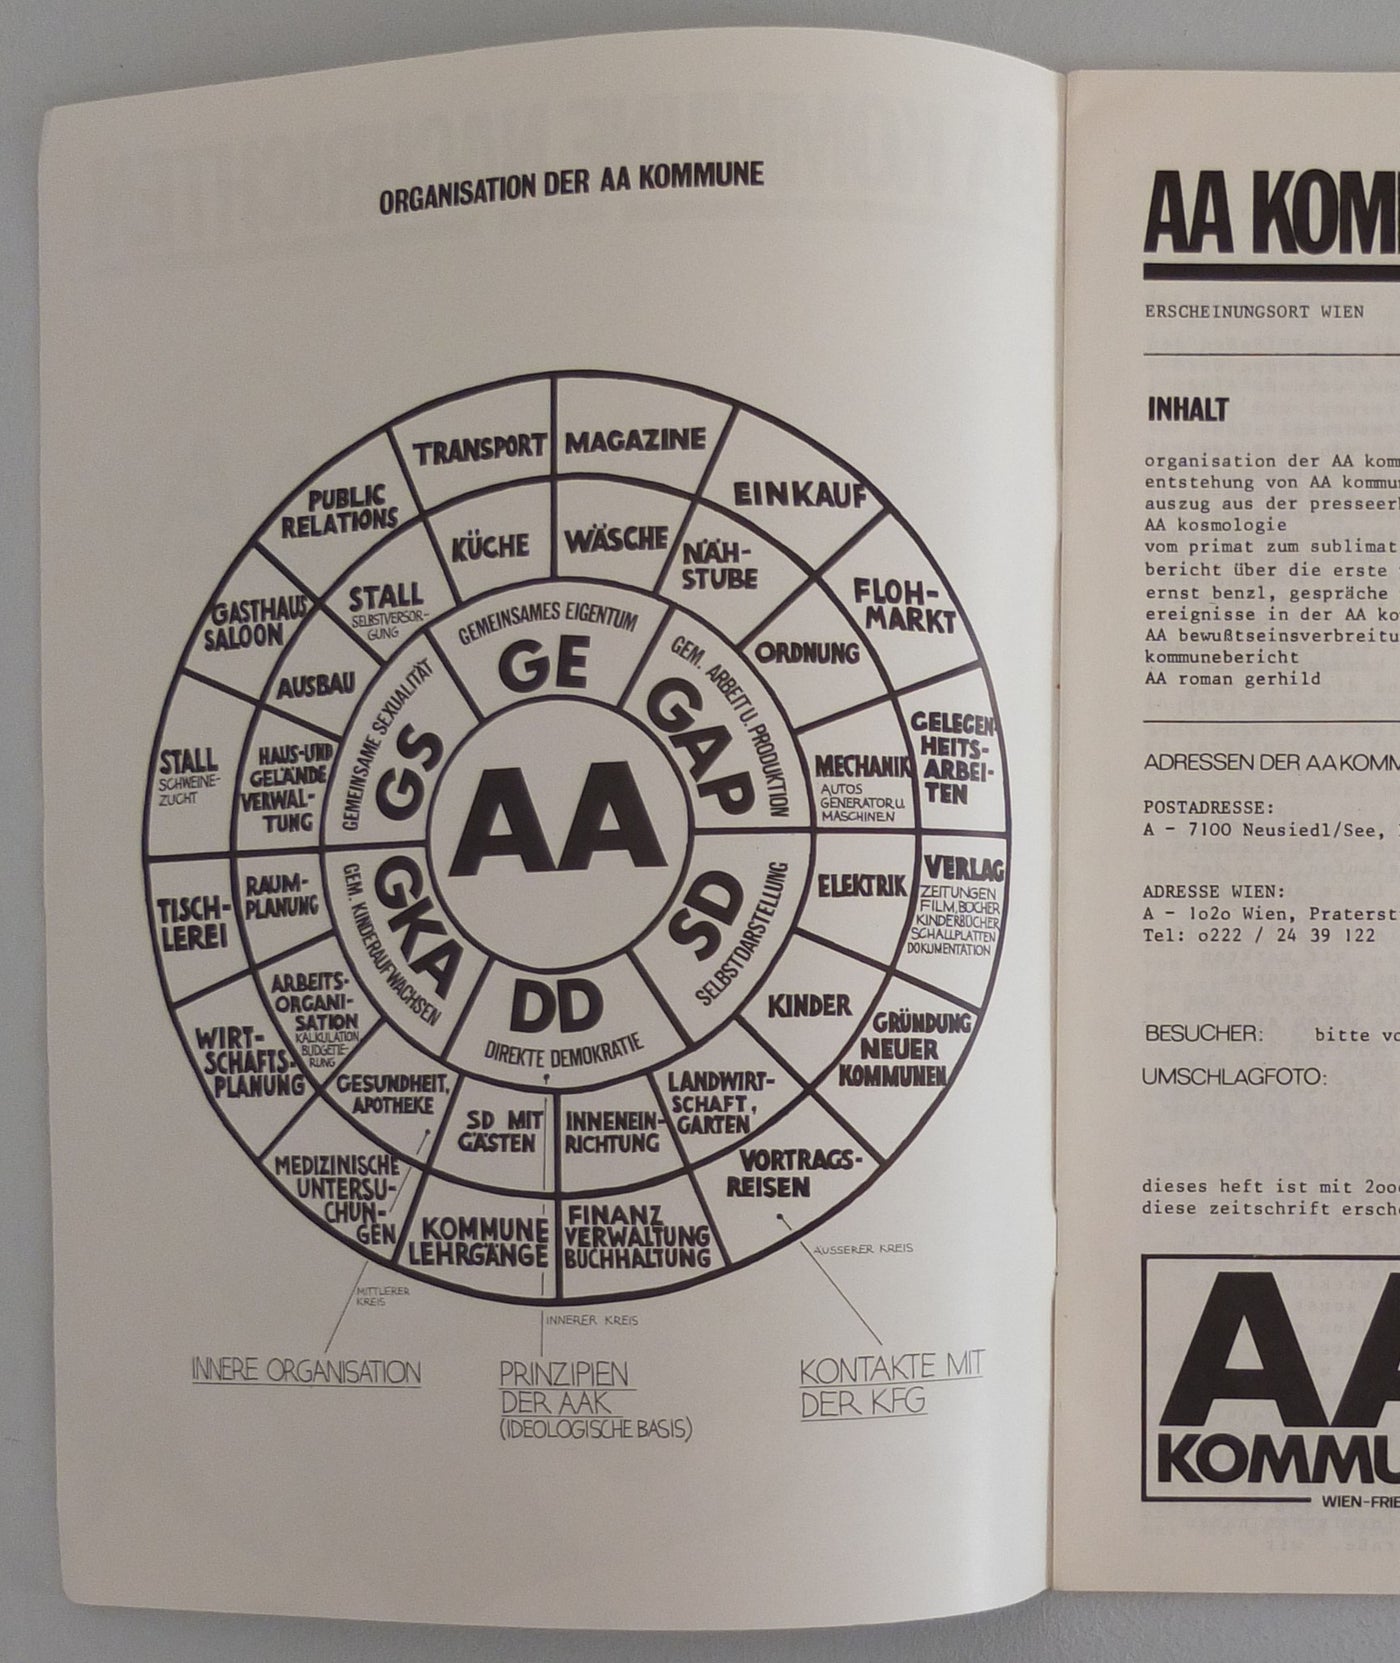 ORGANISATION DER AA KOMMUNE
TRANSPORT
MAGAZINE
EINKAUF
FLOH-
MARKT
GELEGEN
HEITS-
ARBEI-
TEN
VERLAG
ZEITUNGEN
FILM, BÜCHER
KINDERBÜCHER
SCHALLPLATTEN
DOKUMENTATION
GRÜNDUNG
NEUER
KOMMUNEN
VORTRAGS-
REISEN
FINANZ
VERWALTUNG
BUCHHALTUNG
KOMMUNE
LEHRGÄNGE
MEDIZINISCHE
UNTERSU-
CHUN-
GEN
WIRT-
SCHAFTS-
PLANUNG
TISCH-
LEREI
STALL
SCHWEINE-
ZUCHT
GASTHAUS
SALOON
PUBLIC
RELATIONS
KÜCHE
WÄSCHE
NÄH-
STUBE
ORDNUNG
MECHANIK
AUTOS
GENERATOR U.
MASCHINEN
ELEKTRIK
KINDER
LANDWIRT-
SCHAFT,
GARTEN
INNENEIN-
RICHTUNG
SD MIT
GÄSTEN
GESUNDHEIT,
APOTHEKE
ARBEITS-
ORGANI-
SATION
KALKULATION
BUDGETIE-
RUNG
RAUM-
PLANUNG
HAUS-UND
GELÄNDE
VERWAL-
TUNG
AUSBAU
STALL
SELBSTVERSOR-
GUNG
GEMEINSAMES EIGENTUM
GE
GEM. ARBEIT U. PRODUKTION
GAP
SELBSTDARSTELLUNG
SD
DD
DIREKTE DEMOKRATIE
GKA
GEM. KINDERAUFWACHSEN
GEMEINSAME SEXUALITÄT
GS
AA
MITTLERER
KREIS
INNERER KREIS
ÄUSSERER KREIS
INNERE ORGANISATION
PRINZIPIEN
DER AAK
(IDEOLOGISCHE BASIS)
KONTAKTE MIT
DER KFG
AA KOM
ERSCHEINUNGSORT WIEN
INHALT
organisation der AA kom
entstehung von AA kommu
auszug aus der presseer
AA kosmologie
vom primat zum sublimat
bericht über die erste
ernst benzl, gespräche
ereignisse in der AA ko
AA bewußtseinsverbreitu
kommunebericht
AA roman gerhild
ADRESSEN DER AA KOMM
POSTADRESSE:
A - 7100 Neusiedl/See,
ADRESSE WIEN:
A - 1o2o Wien, Praterst
Tel: o222 / 24 39 122
BESUCHER: bitte vo
UMSCHLAGFOTO:
dieses heft ist mit 2oo
diese zeitschrift ersch
AA
KOMMU
WIEN-FRIE